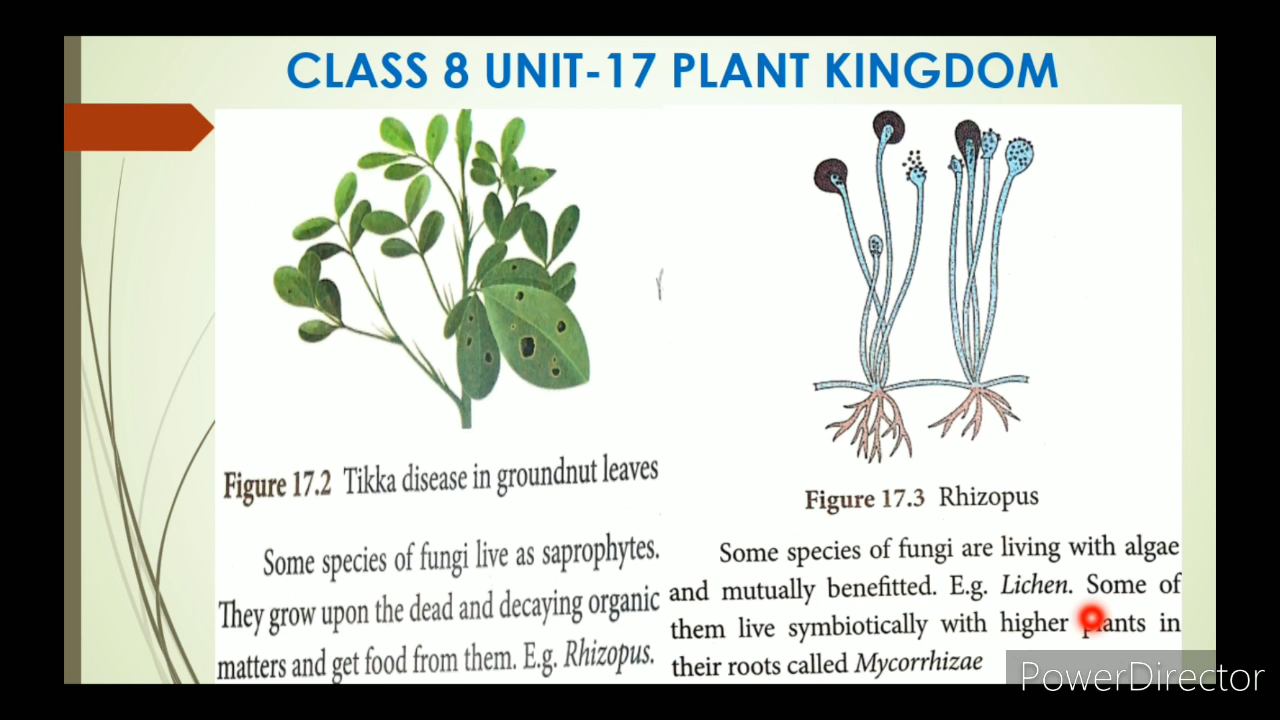 CLASS 8 UNIT-17 PLANT KINGDOM
Figure 17.2 Tikka disease in groundnut leaves
Some species of fungi live as saprophytes.
They grow upon the dead and decaying organic
matters and get food from them. E.g. Rhizopus.
Figure 17.3 Rhizopus
Some species of fungi are living with algae
and mutually benefitted. E.g. Lichen. Some of
them live symbiotically with higher plants in
their roots called Mycorrhizae
PowerDirector